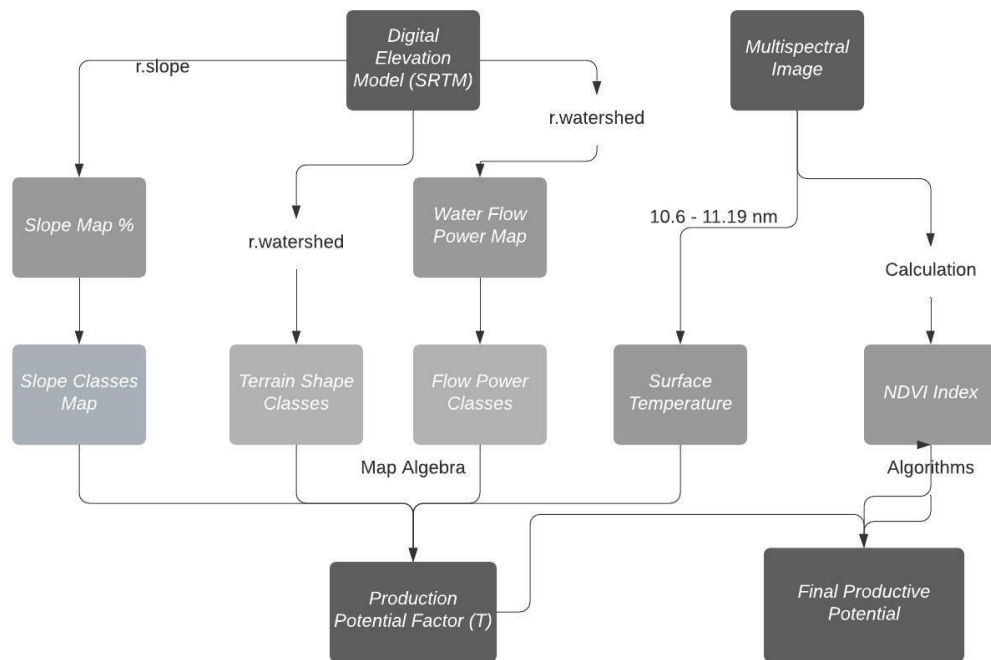 Digital
Elevation
Model (SRTM)
Multispectral
Image
r.slope
r.watershed
Slope Map %
Water Flow
Power Map
r.watershed
10.6 - 11.19 nm
Calculation
Slope Classes
Map
Terrain Shape
Classes
Flow Power
Classes
Surface
Temperature
NDVI Index
Map Algebra
Algorithms
Production
Potential Factor (T)
Final Productive
Potential